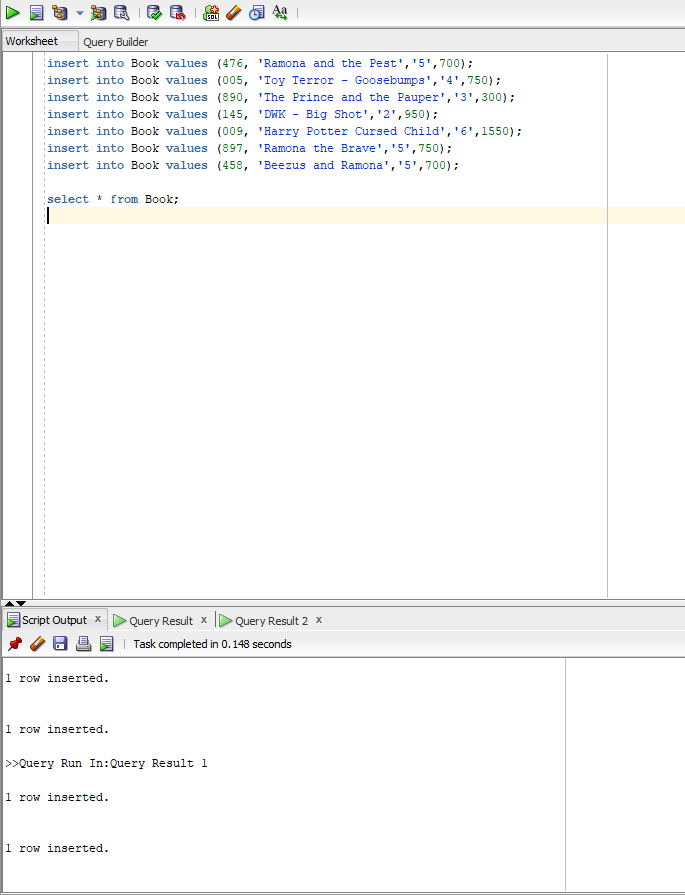 Worksheet Query Builder
insert into Book values (476, 'Ramona and the Pest','5',700);
insert into Book values (005, 'Toy Terror - Goosebumps','4',750);
insert into Book values (890, 'The Prince and the Pauper','3',300);
insert into Book values (145, 'DWK - Big Shot','2',950);
insert into Book values (009, 'Harry Potter Cursed Child','6',1550);
insert into Book values (897, 'Ramona the Brave','5',750);
insert into Book values (458, 'Beezus and Ramona','5',700);
select * from Book;
Script Output x Query Result x Query Result 2 x
Task completed in 0.148 seconds
1 row inserted.
1 row inserted.
>>Query Run In:Query Result 1
1 row inserted.
1 row inserted.